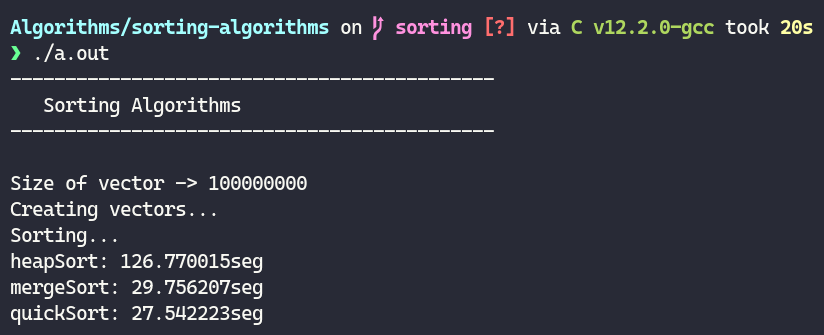 Algorithms/sorting-algorithms on  sorting [?] via C v12.2.0-gcc took 20s
❯ ./a.out
--------------------------------------------
   Sorting Algorithms
--------------------------------------------
Size of vector -> 100000000
Creating vectors...
Sorting...
heapSort: 126.770015seg
mergeSort: 29.756207seg
quickSort: 27.542223seg